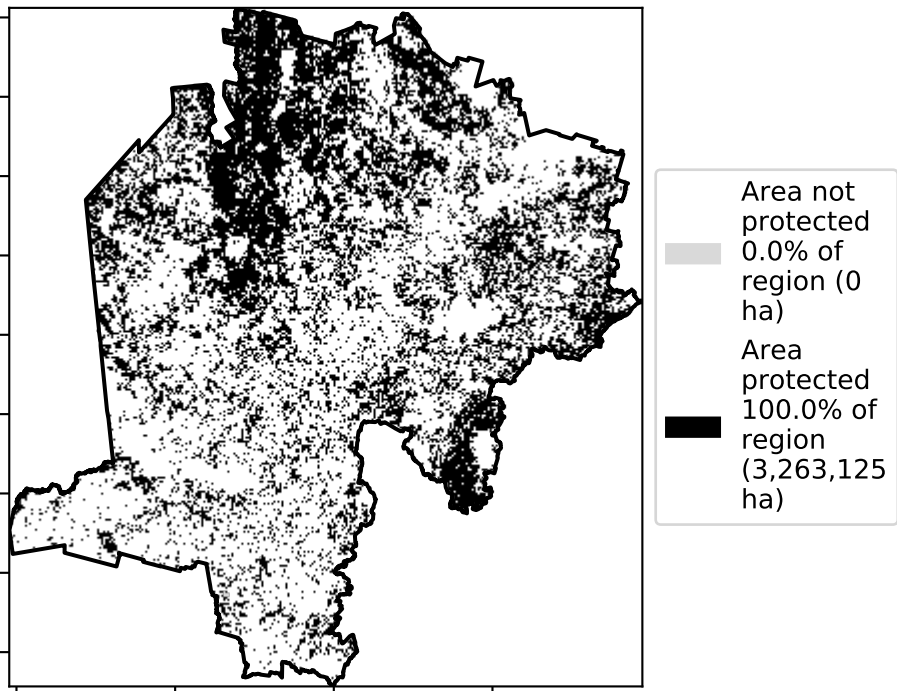 Area not
protected
0.0% of
region (0
ha)
Area
protected
100.0% of
region
(3,263,125
ha)